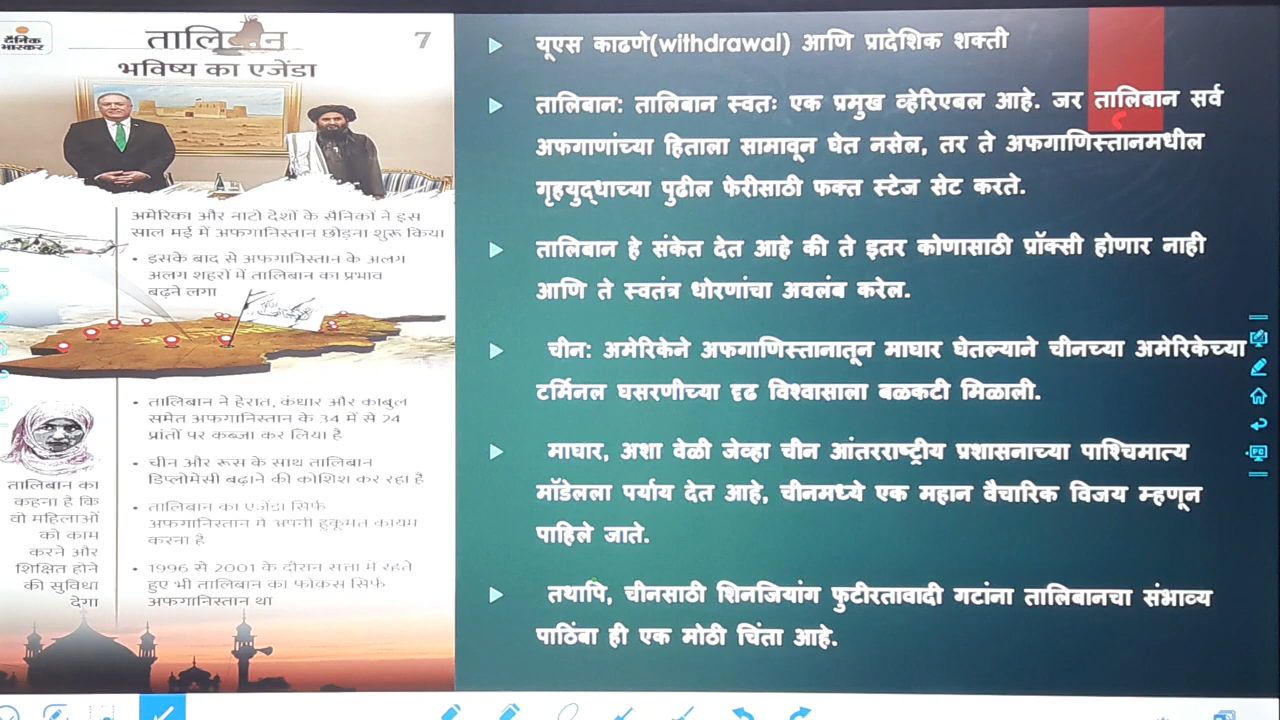 दैनिक
भास्कर
तालिबान
7
भविष्य का एजेंडा
अमेरिका और नाटो देशों के सैनिकों ने इस
साल मई में अफगानिस्तान छोड़ना शुरू किया
• इसके बाद से अफगानिस्तान के अलग
अलग शहरों में तालिबान का प्रभाव
बढ़ने लगा
• तालिबान ने हेरात, कंधार और काबुल
समेत अफगानिस्तान के 34 में से 24
प्रांतों पर कब्जा कर लिया है
• चीन और रूस के साथ तालिबान
डिप्लोमेसी बढ़ाने की कोशिश कर रहा है
• तालिबान का एजेंडा सिर्फ
अफगानिस्तान में अपनी हुकूमत कायम
करना है
• 1996 से 2001 के दौरान सत्ता में रहते
हुए भी तालिबान का फोकस सिर्फ
अफगानिस्तान था
तालिबान का
कहना है कि
वो महिलाओं
को काम
करने और
शिक्षित होने
की सुविधा
देगा
यूएस काढणे(withdrawal) आणि प्रादेशिक शक्ती
तालिबान: तालिबान स्वतः एक प्रमुख व्हेरिएबल आहे. जर तालिबान सर्व
अफगाणांच्या हिताला सामावून घेत नसेल, तर ते अफगाणिस्तानमधील
गृहयुद्धाच्या पुढील फेरीसाठी फक्त स्टेज सेट करते.
तालिबान हे संकेत देत आहे की ते इतर कोणासाठी प्रॉक्सी होणार नाही
आणि ते स्वतंत्र धोरणांचा अवलंब करेल.
चीन: अमेरिकेने अफगाणिस्तानातून माघार घेतल्याने चीनच्या अमेरिकेच्या
टर्मिनल घसरणीच्या दृढ विश्वासाला बळकटी मिळाली.
माघार, अशा वेळी जेव्हा चीन आंतरराष्ट्रीय प्रशासनाच्या पाश्चिमात्य
मॉडेलला पर्याय देत आहे, चीनमध्ये एक महान वैचारिक विजय म्हणून
पाहिले जाते.
तथापि, चीनसाठी शिनजियांग फुटीरतावादी गटांना तालिबानचा संभाव्य
पाठिंबा ही एक मोठी चिंता आहे.